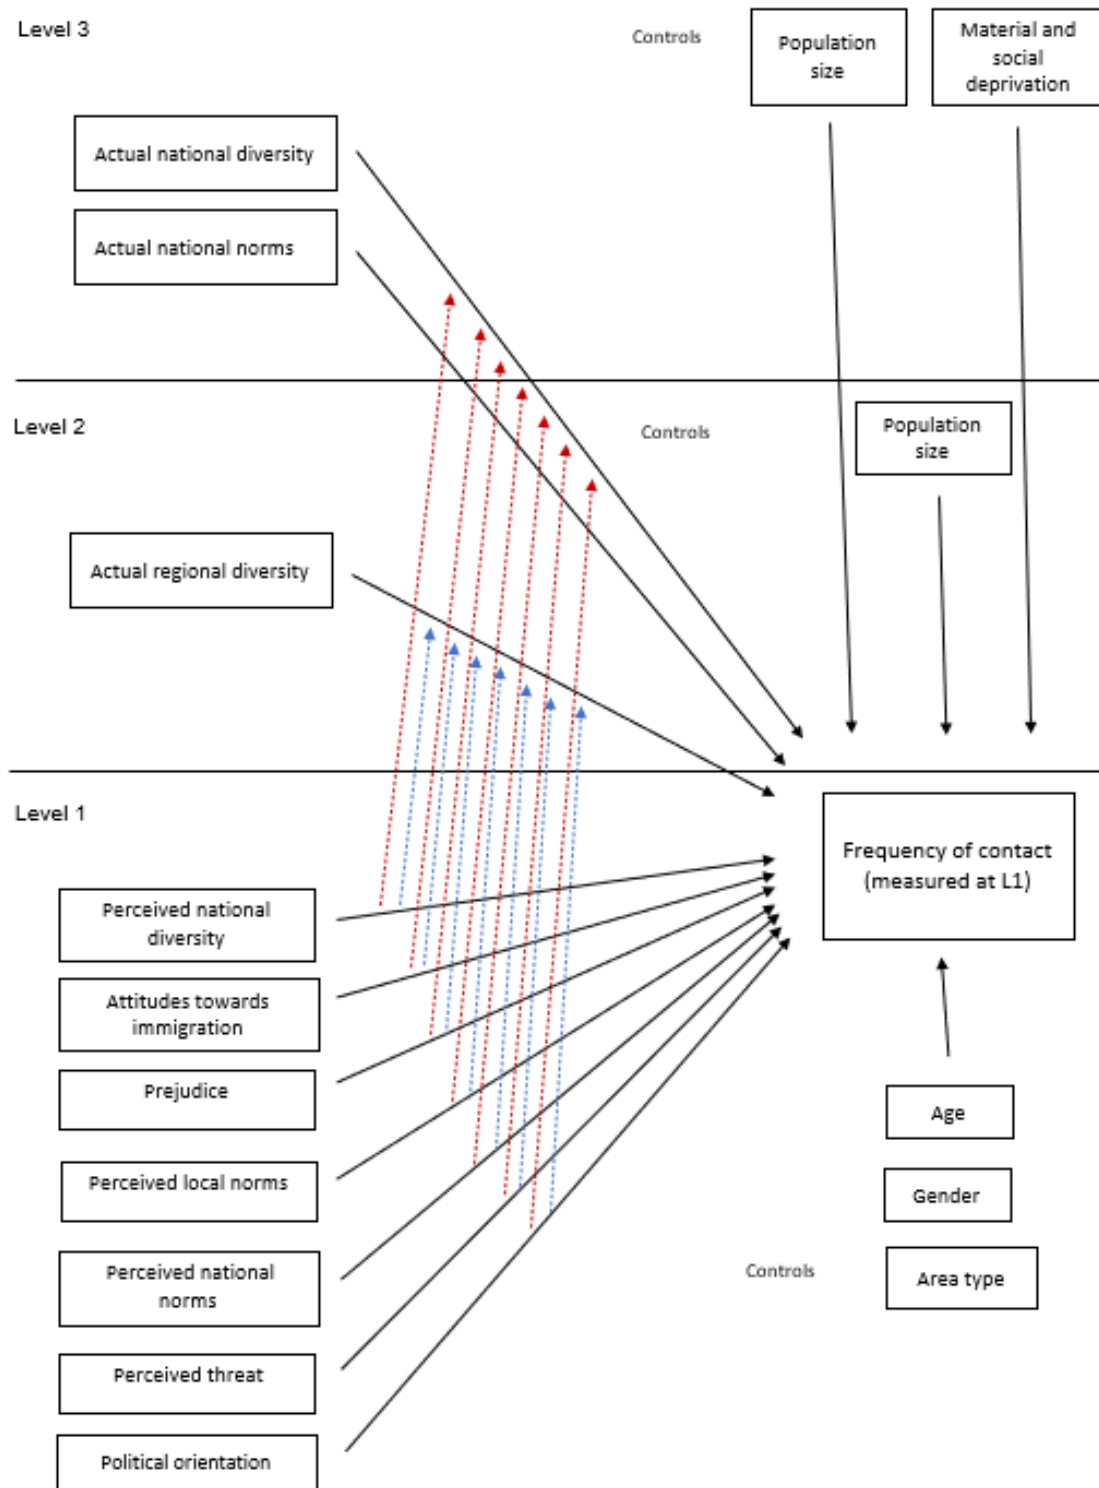 Level 3
Controls
Population
size
Material and
social
deprivation
Actual national diversity
Actual national norms
Level 2
Controls
Population
size
Actual regional diversity
Level 1
Frequency of contact
(measured at L1)
Perceived national
diversity
Attitudes towards
immigration
Prejudice
Perceived local norms
Perceived national
norms
Perceived threat
Political orientation
Age
Gender
Controls
Area type